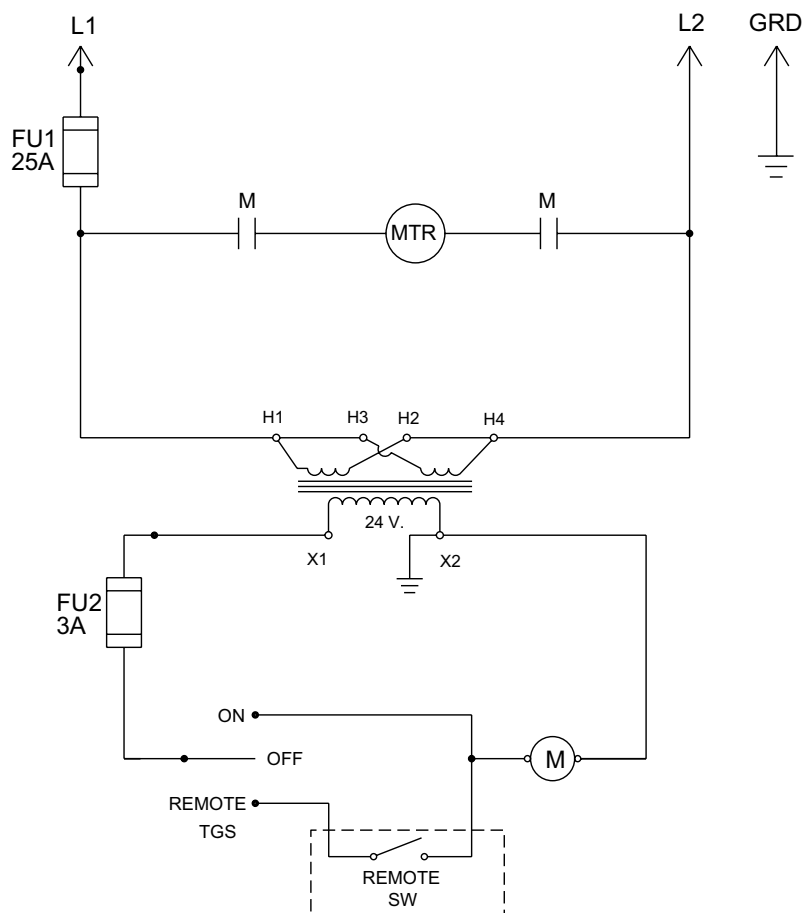 L1
L2
GRD
FU1
25A
M
MTR
M
H1
H3
H2
H4
24 V.
X1
X2
FU2
3A
ON
OFF
M
REMOTE
TGS
REMOTE
SW